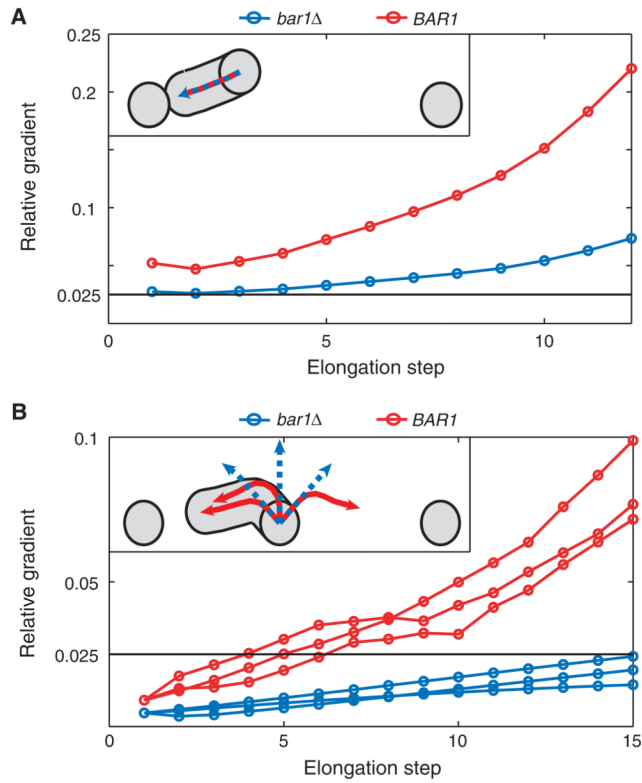 A
bar1Δ BAR1
0.25
0.2
0.1
0.025
Relative gradient
0 5 10
Elongation step
B
bar1Δ BAR1
0.1
0.05
0.025
Relative gradient
0 5 10 15
Elongation step